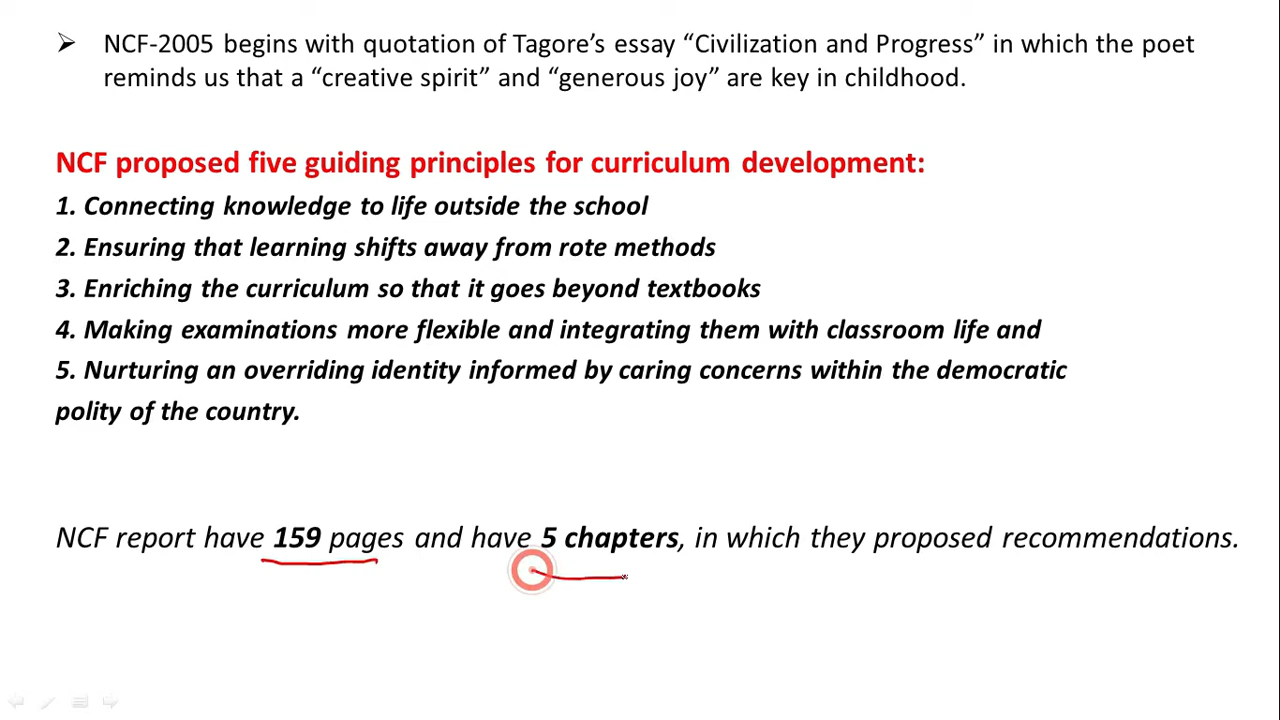 ➢ NCF-2005 begins with quotation of Tagore’s essay “Civilization and Progress” in which the poet
reminds us that a “creative spirit” and “generous joy” are key in childhood.
NCF proposed five guiding principles for curriculum development:
1. Connecting knowledge to life outside the school
2. Ensuring that learning shifts away from rote methods
3. Enriching the curriculum so that it goes beyond textbooks
4. Making examinations more flexible and integrating them with classroom life and
5. Nurturing an overriding identity informed by caring concerns within the democratic
polity of the country.
NCF report have 159 pages and have 5 chapters, in which they proposed recommendations.